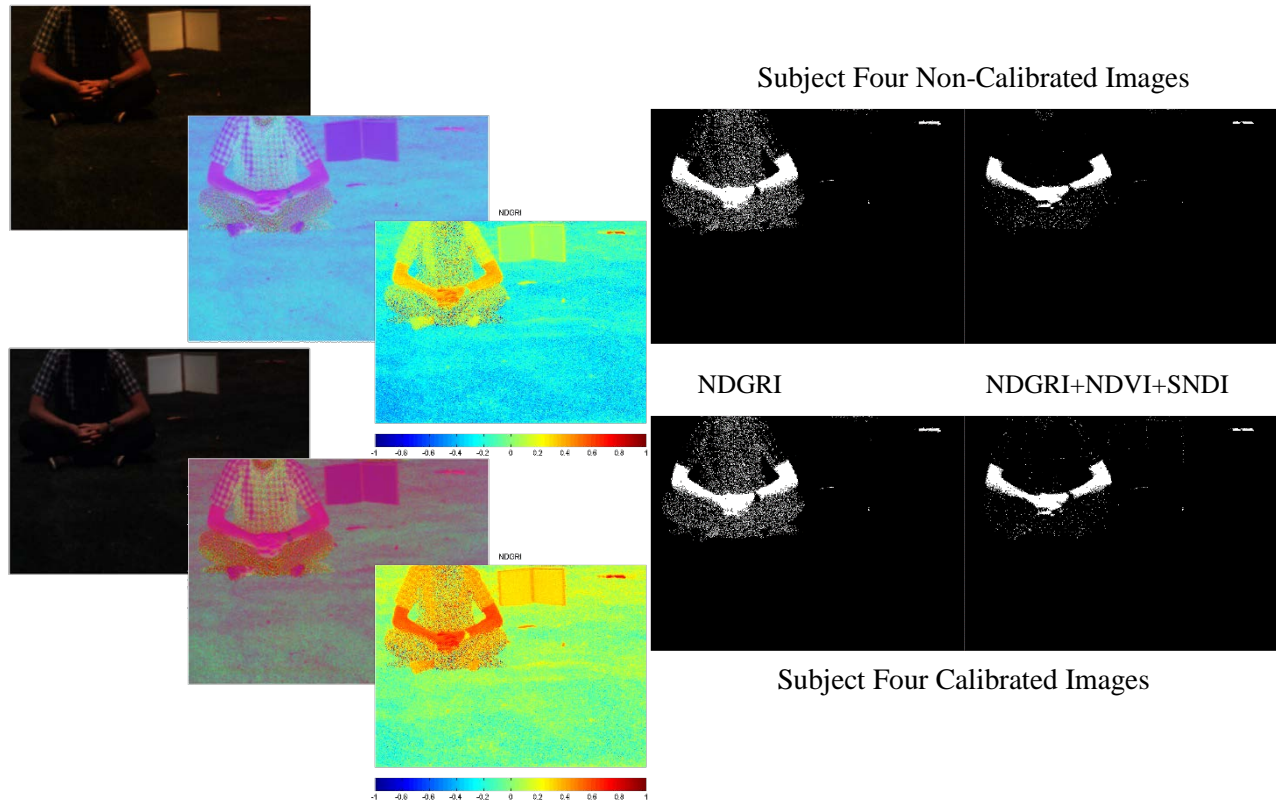 Subject Four Non-Calibrated Images
NDGRI
-1 -0.8 -0.6 -0.4 -0.2 0 0.2 0.4 0.6 0.8 1
NDGRI NDGRI+NDVI+SNDI
NDGRI
-1 -0.8 -0.6 -0.4 -0.2 0 0.2 0.4 0.6 0.8 1
Subject Four Calibrated Images